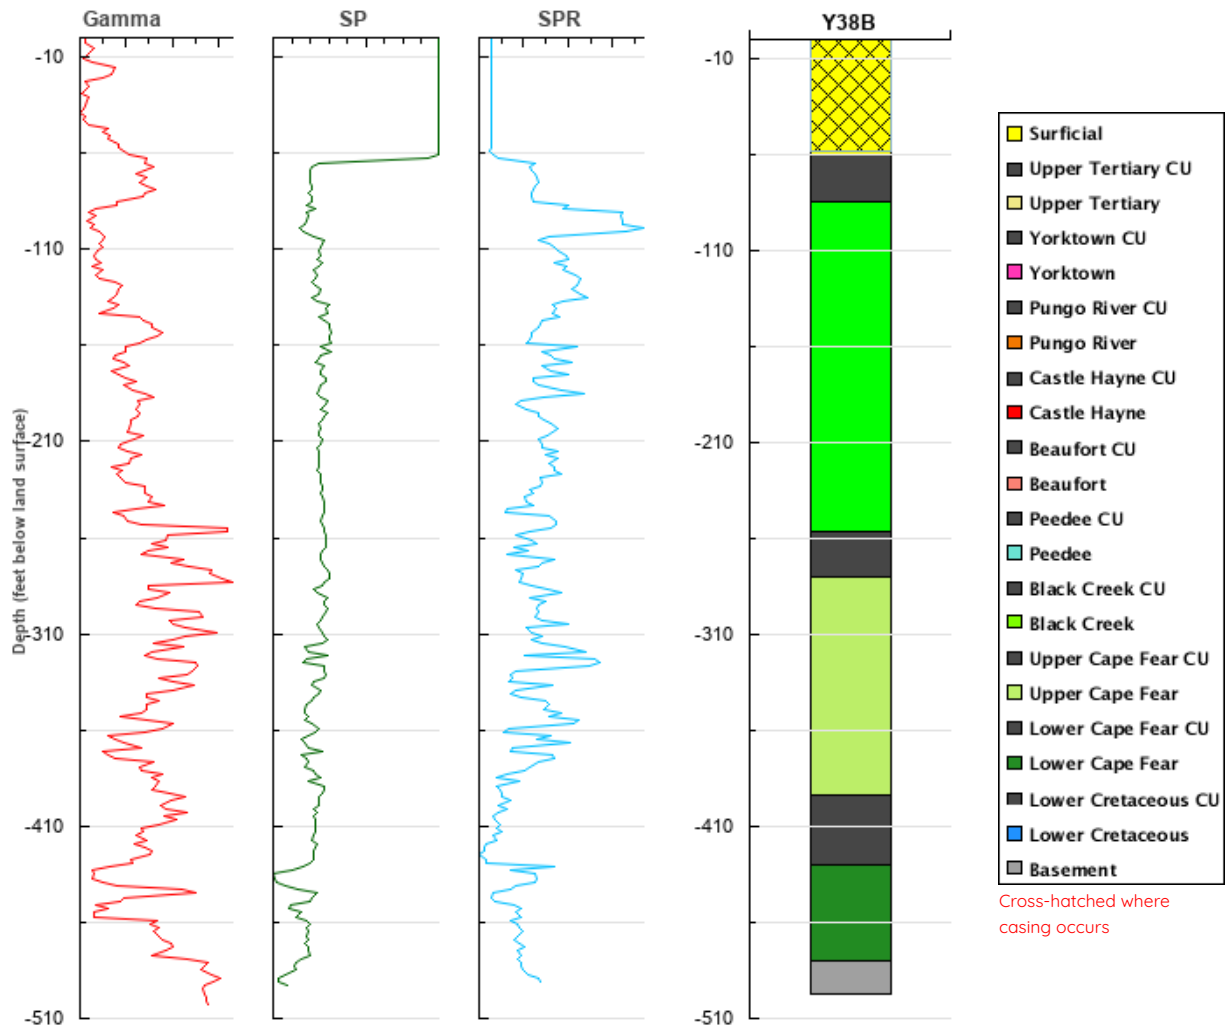 Gamma
SP
SPR
Y38B
Depth (feet below land surface)
-10
-110
-210
-310
-410
-510
-10
-110
-210
-310
-410
-510
Surficial
Upper Tertiary CU
Upper Tertiary
Yorktown CU
Yorktown
Pungo River CU
Pungo River
Castle Hayne CU
Castle Hayne
Beaufort CU
Beaufort
Peedee CU
Peedee
Black Creek CU
Black Creek
Upper Cape Fear CU
Upper Cape Fear
Lower Cape Fear CU
Lower Cape Fear
Lower Cretaceous CU
Lower Cretaceous
Basement
Cross-hatched where
casing occurs